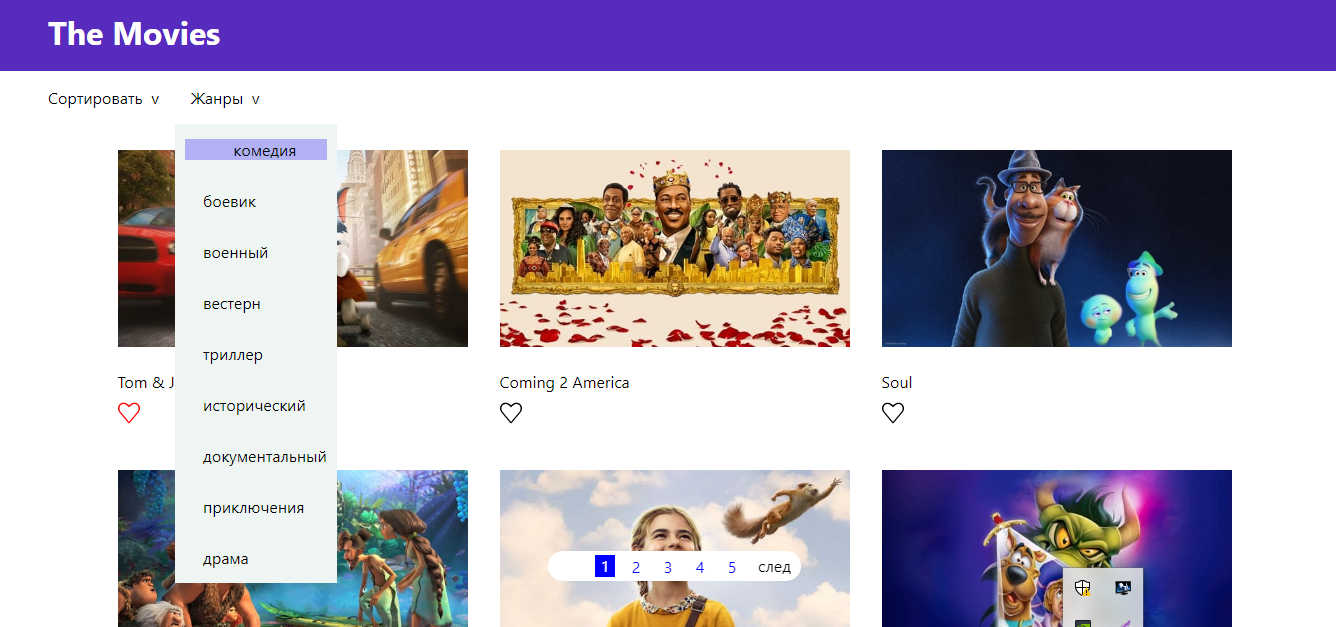 The Movies
Сортировать v Жанры v
комедия
боевик
военный
вестерн
триллер
исторический
документальный
приключения
драма
Tom & J
Coming 2 America
Soul
1 2 3 4 5 след